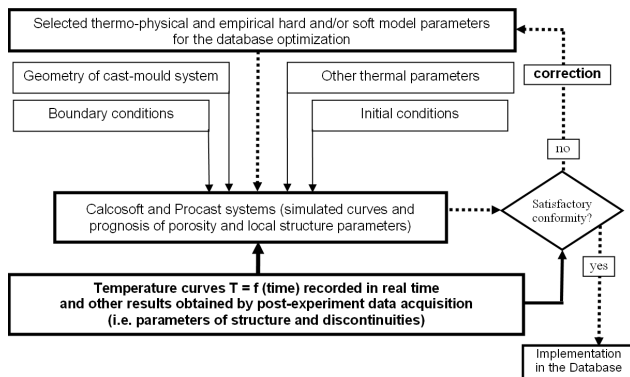 Selected thermo-physical and empirical hard and/or soft model parameters
for the database optimization
Geometry of cast-mould system
Other thermal parameters
correction
Boundary conditions
Initial conditions
no
Calcosoft and Procast systems (simulated curves and
prognosis of porosity and local structure parameters)
Satisfactory
conformity?
yes
Temperature curves T = f (time) recorded in real time
and other results obtained by post-experiment data acquisition
(i.e. parameters of structure and discontinuities)
Implementation
in the Database